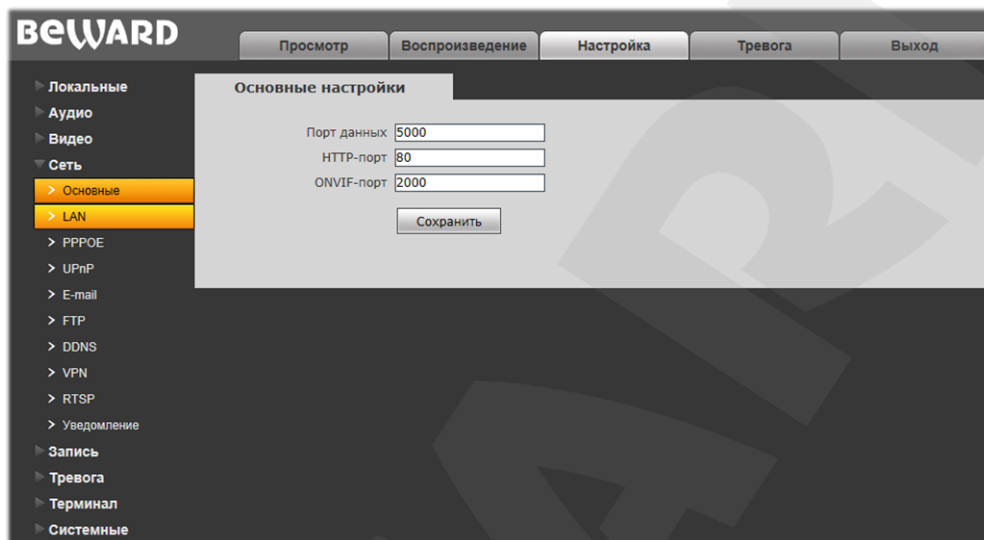 BEWARD
Просмотр Воспроизведение Настройка Тревога Выход
Локальные
Аудио
Видео
Сеть
> Основные
> LAN
> PPPOE
> UPnP
> E-mail
> FTP
> DDNS
> VPN
> RTSP
> Уведомление
Запись
Тревога
Терминал
Системные
Основные настройки
Порт данных 5000
HTTP-порт 80
ONVIF-порт 2000
Сохранить